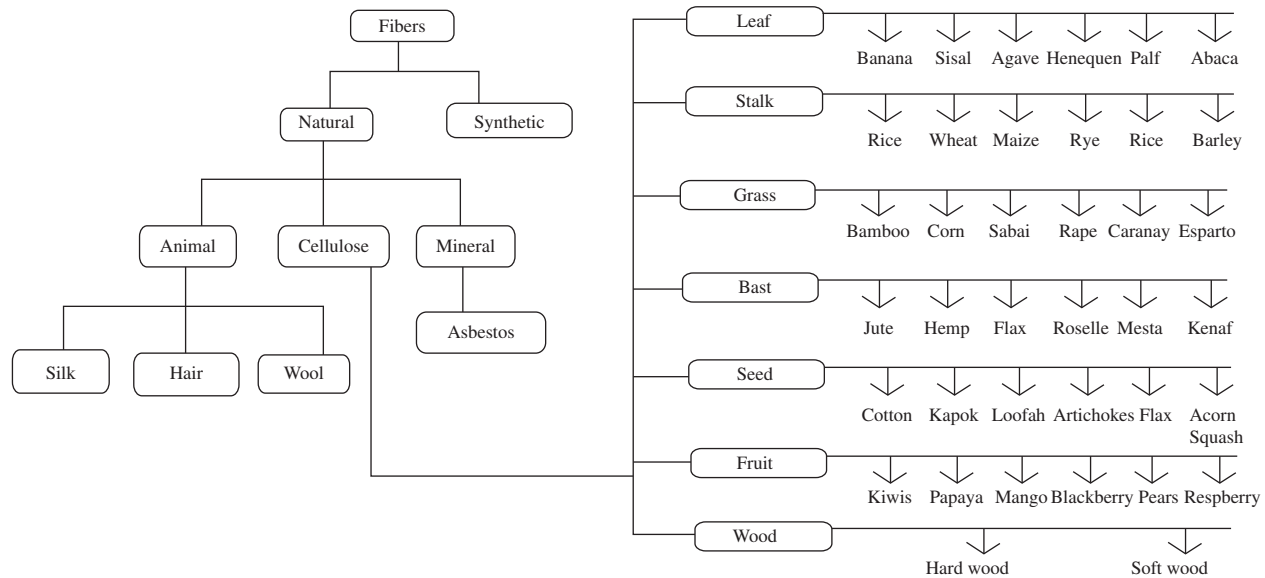 Fibers
Natural
Synthetic
Animal
Cellulose
Mineral
Asbestos
Silk
Hair
Wool
Leaf
Banana Sisal Agave Henequen Palf Abaca
Stalk
Rice Wheat Maize Rye Rice Barley
Grass
Bamboo Corn Sabai Rape Caranay Esparto
Bast
Jute Hemp Flax Roselle Mesta Kenaf
Seed
Cotton Kapok Loofah Artichokes Flax Acorn
Squash
Fruit
Kiwis Papaya Mango Blackberry Pears Respberry
Wood
Hard wood Soft wood